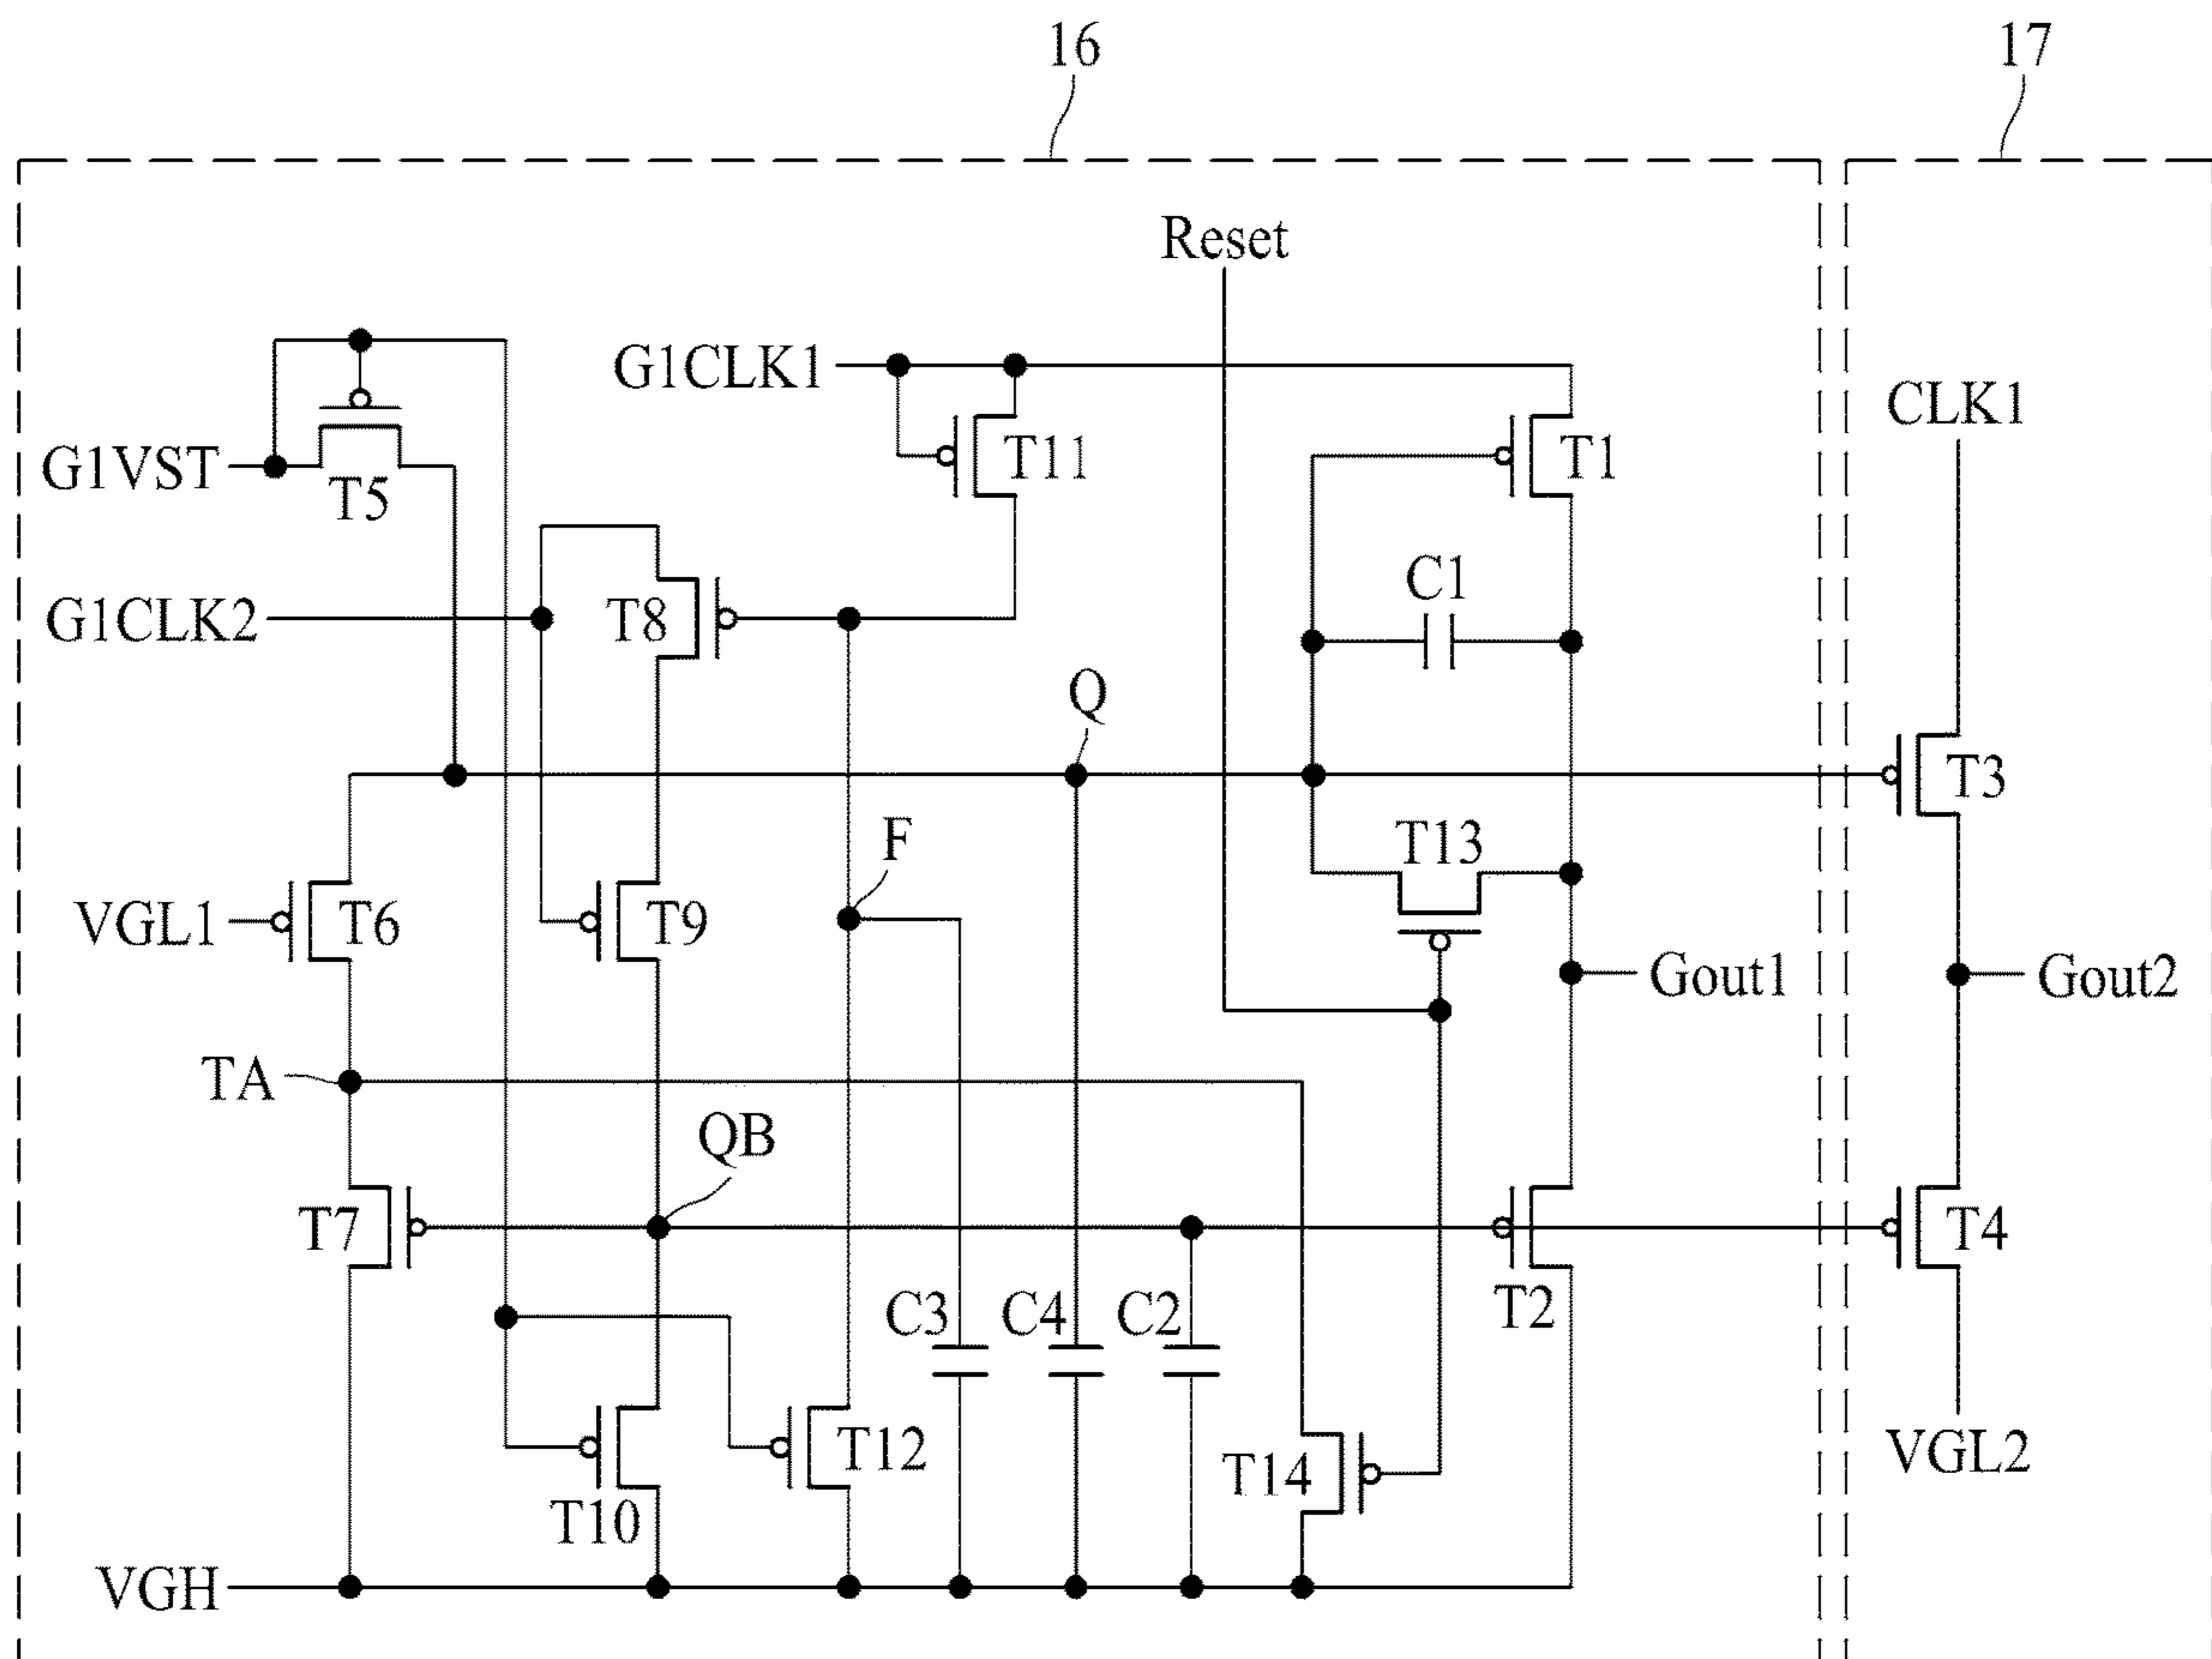 16
17
Reset
G1CLK1
CLK1
T11
T1
G1VST
T5
C1
G1CLK2
T8
Q
T3
T13
F
VGL1
T6
T9
Gout1
Gout2
TA
QB
T7
T4
C3
C4
C2
T2
T12
T14
VGL2
T10
VGH